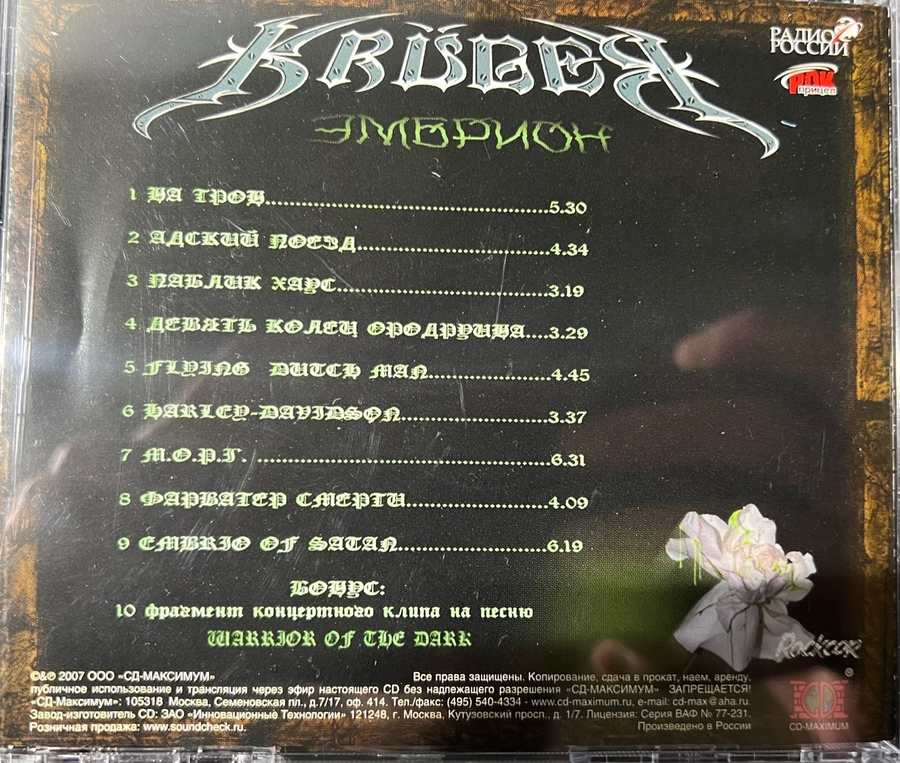 KRÜGER
РАДИО
РОССИИ
РОК
прицел
ЭМБРИОН
1 НА ТРОН......5.30
2 АДСКИЙ ПОЕЗД......4.34
3 ПАБЛИК ХАУС......3.19
4 ДЕВЯТЬ КОЛЕЦ ОРОДРУИНА......3.29
5 FLYING DUTCH MAN......4.45
6 HARLEY-DAVIDSON......3.37
7 М.О.Р.Г. ......6.31
8 ФАРВАТЕР СМЕРТИ......4.09
9 EMBRIO OF SATAN......6.19
БОНУС:
10 фрагмент концертного клипа на песню
WARRIOR OF THE DARK
©&℗ 2007 ООО «СД-МАКСИМУМ» Все права защищены. Копирование, сдача в прокат, наем, аренду.
публичное использование и трансляция через эфир настоящего CD без надлежащего разрешения «СД-МАКСИМУМ» ЗАПРЕЩАЕТСЯ!
«СД-Максимум»: 105318 Москва, Семеновская пл., д.7/17, оф. 414. Тел./факс: (495) 540-4334 - www.cd-maximum.ru, e-mail: cd-max@aha.ru.
Завод-изготовитель CD: ЗАО «Инновационные Технологии» 121248, г. Москва, Кутузовский просп., д. 1/7. Лицензия: Серия ВАФ № 77-231.
Розничная продажа: www.soundcheck.ru. Произведено в России
®
CD-MAXIMUM